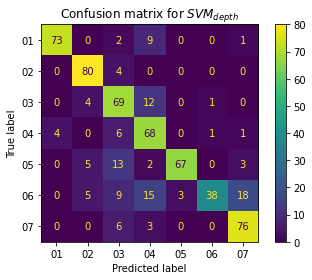 Confusion matrix for SVM_depth
01 73 0 2 9 0 0 1
02 0 80 4 0 0 0 0
03 0 4 69 12 0 1 0
04 4 0 6 68 0 1 1
05 0 5 13 2 67 0 3
06 0 5 9 15 3 38 18
07 0 0 6 3 0 0 76
01 02 03 04 05 06 07
True label
Predicted label
80
70
60
50
40
30
20
10
0